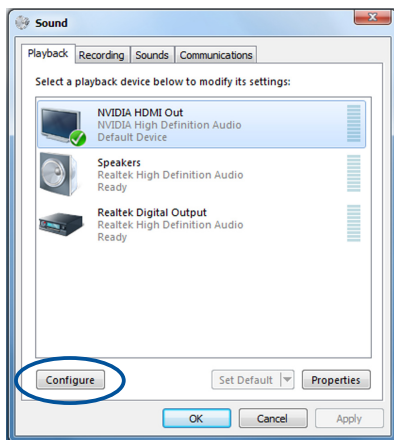 Sound
Playback Recording Sounds Communications
Select a playback device below to modify its settings:
NVIDIA HDMI Out
NVIDIA High Definition Audio
Default Device
Speakers
Realtek High Definition Audio
Ready
Realtek Digital Output
Realtek High Definition Audio
Ready
Configure Set Default Properties
OK Cancel Apply